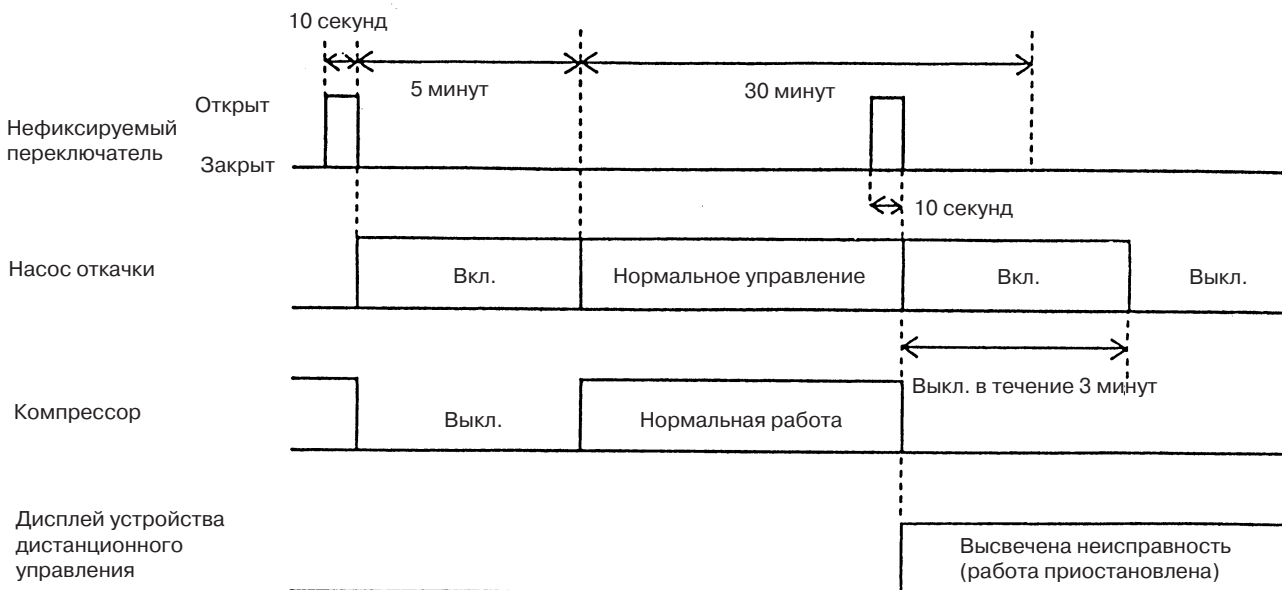 10 секунд
5 минут
30 минут
Открыт
Нефиксируемый
переключатель
Закрыт
10 секунд
Насос откачки
Вкл.
Нормальное управление
Вкл.
Выкл.
Выкл. в течение 3 минут
Компрессор
Выкл.
Нормальная работа
Дисплей устройства
дистанционного
управления
Высвечена неисправность
(работа приостановлена)